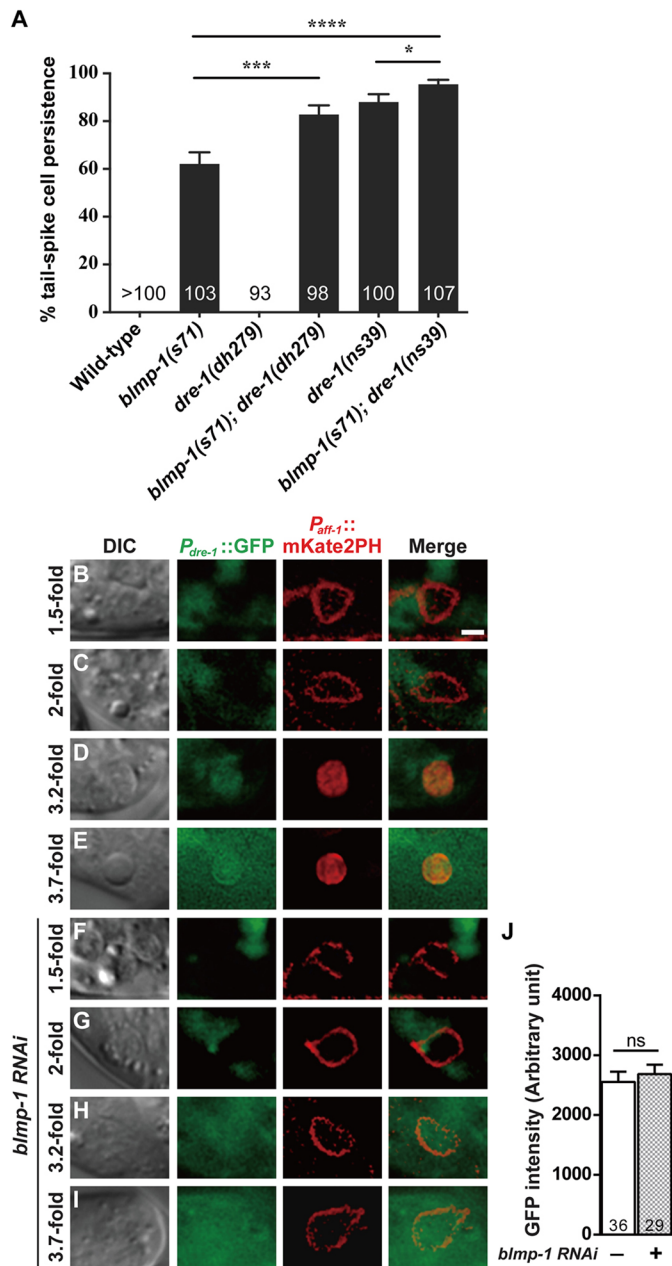 A
****
***
*
% tail-spike cell persistence
100
80
60
40
20
0
>100
103
93
98
100
107
Wild-type
blmp-1(s71)
dre-1(dh279)
blmp-1(s71); dre-1(dh279)
dre-1(ns39)
blmp-1(s71); dre-1(ns39)
DIC
Pdre-1::GFP
Paff-1::
mKate2PH
Merge
B
1.5-fold
C
2-fold
D
3.2-fold
E
3.7-fold
blmp-1 RNAi
F
1.5-fold
G
2-fold
H
3.2-fold
I
3.7-fold
J
GFP intensity (Arbitrary unit)
4000
3000
2000
1000
0
ns
36
29
blmp-1 RNAi – +